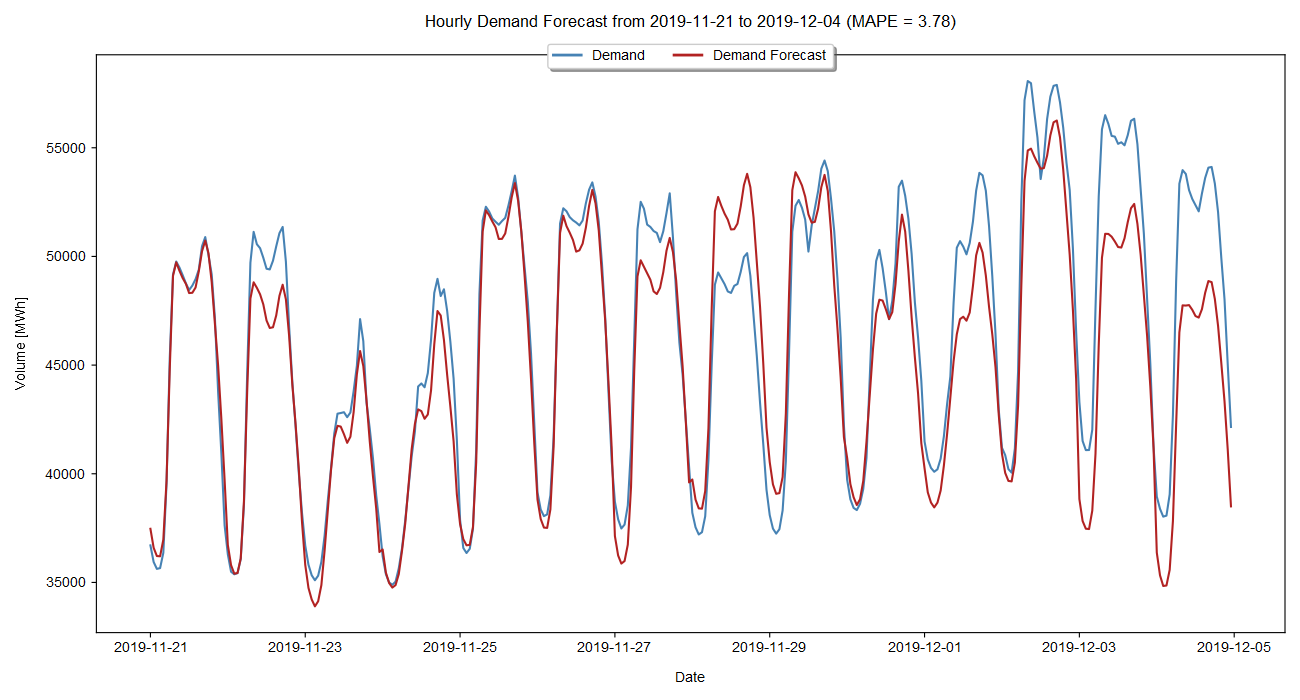 Hourly Demand Forecast from 2019-11-21 to 2019-12-04 (MAPE = 3.78)
Demand Demand Forecast
Volume [MWh]
55000
50000
45000
40000
35000
2019-11-21 2019-11-23 2019-11-25 2019-11-27 2019-11-29 2019-12-01 2019-12-03 2019-12-05
Date